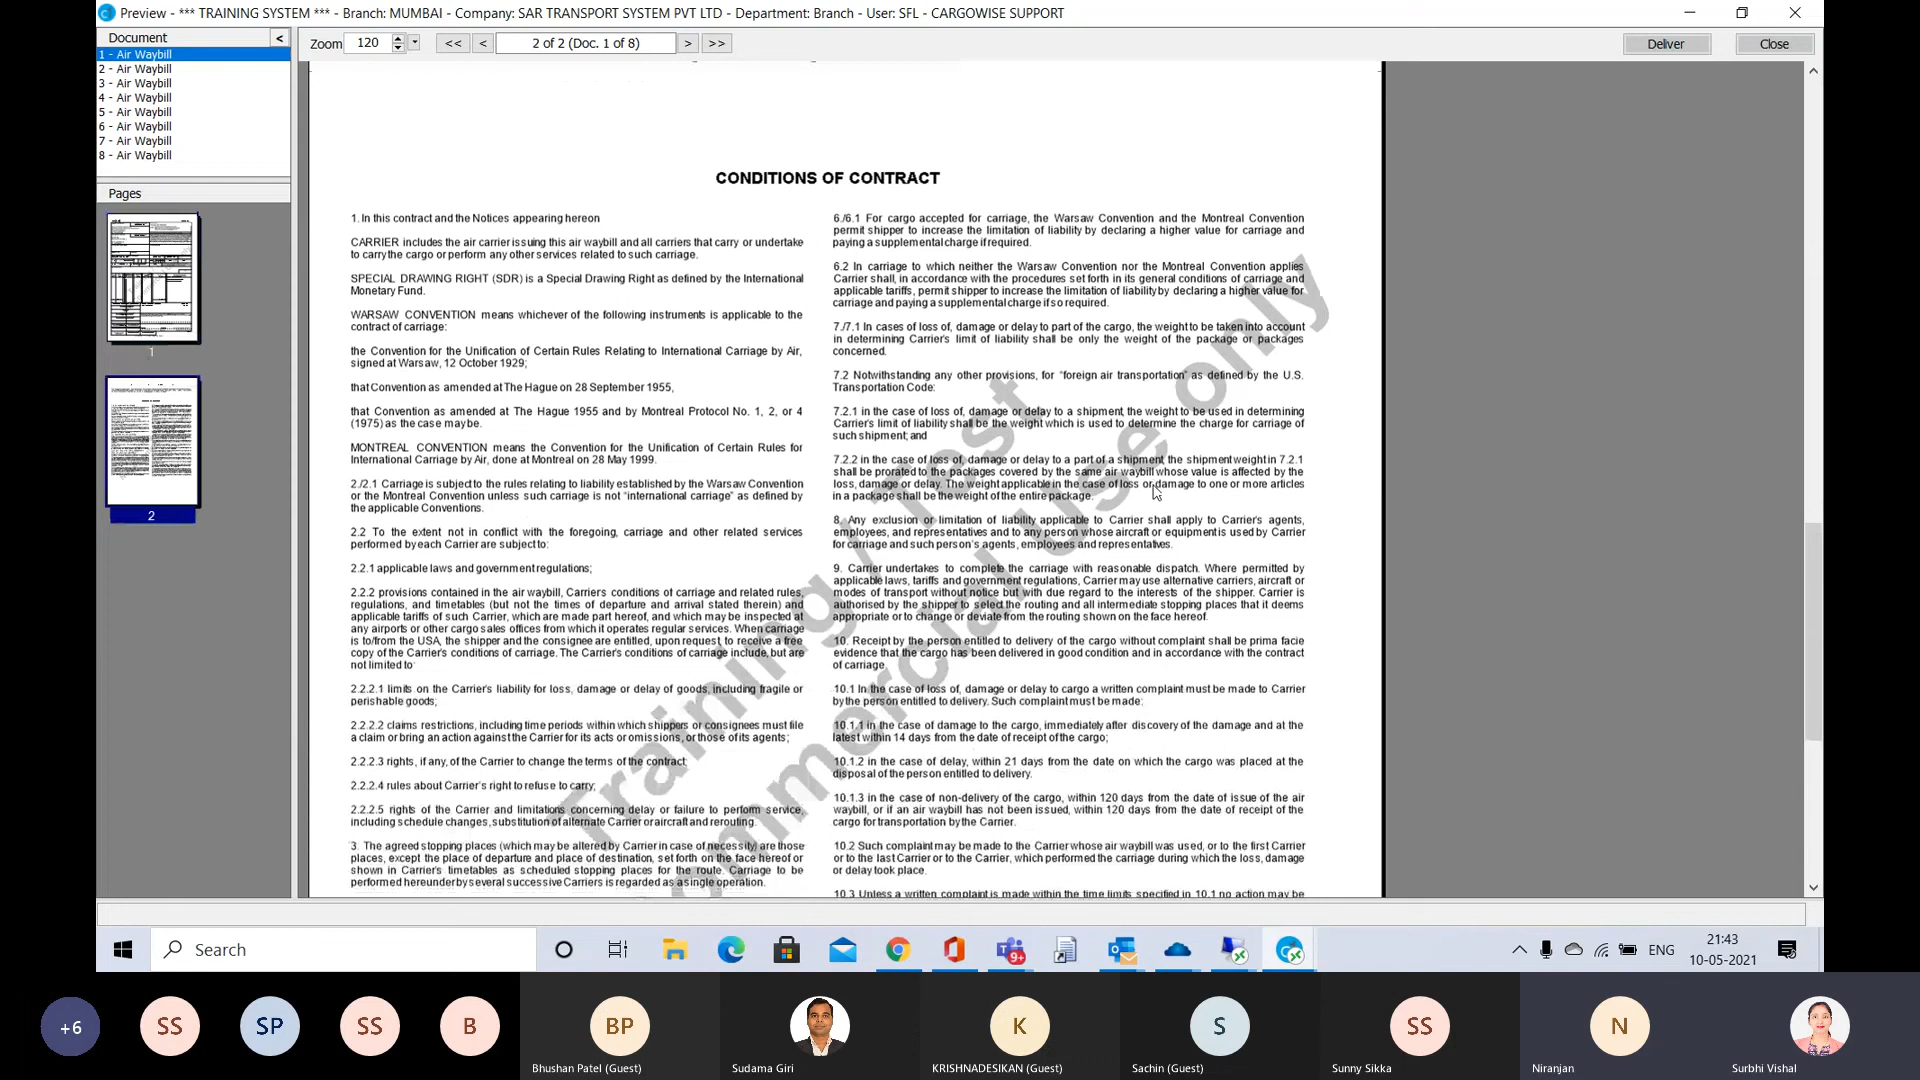 Preview - *** TRAINING SYSTEM *** - Branch: MUMBAI - Company: SAR TRANSPORT SYSTEM PVT LTD - Department: Branch - User: SFL - CARGOWISE SUPPORT
Document
<
1 - Air Waybill
2 - Air Waybill
3 - Air Waybill
4 - Air Waybill
5 - Air Waybill
6 - Air Waybill
7 - Air Waybill
8 - Air Waybill
Pages
1
2
Zoom 120 << < 2 of 2 (Doc. 1 of 8) > >> Deliver Close
CONDITIONS OF CONTRACT
1. In this contract and the Notices appearing hereon
CARRIER includes the air carrier issuing this air waybill and all carriers that carry or undertake
to carry the cargo or perform any other services related to such carriage.
SPECIAL DRAWING RIGHT (SDR) is a Special Drawing Right as defined by the International
Monetary Fund.
WARSAW CONVENTION means whichever of the following instruments is applicable to the
contract of carriage:
the Convention for the Unification of Certain Rules Relating to International Carriage by Air,
signed at Warsaw, 12 October 1929;
that Convention as amended at The Hague on 28 September 1955,
that Convention as amended at The Hague 1955 and by Montreal Protocol No. 1, 2, or 4
(1975) as the case may be.
MONTREAL CONVENTION means the Convention for the Unification of Certain Rules for
International Carriage by Air, done at Montreal on 28 May 1999.
2./2.1 Carriage is subject to the rules relating to liability established by the Warsaw Convention
or the Montreal Convention unless such carriage is not "international carriage" as defined by
the applicable Conventions.
2.2 To the extent not in conflict with the foregoing, carriage and other related services
performed by each Carrier are subject to:
2.2.1 applicable laws and government regulations;
2.2.2 provisions contained in the air waybill, Carrier's conditions of carriage and related rules,
regulations, and timetables (but not the times of departure and arrival stated therein) and
applicable tariffs of such Carrier, which are made part hereof, and which may be inspected at
any airports or other cargo sales offices from which it operates regular services. When carriage
is to/from the USA, the shipper and the consignee are entitled, upon request, to receive a free
copy of the Carrier's conditions of carriage. The Carrier's conditions of carriage include, but are
not limited to:
2.2.2.1 limits on the Carrier's liability for loss, damage or delay of goods, including fragile or
perishable goods;
2.2.2.2 claims restrictions, including time periods within which shippers or consignees must file
a claim or bring an action against the Carrier for its acts or omissions, or those of its agents;
2.2.2.3 rights, if any, of the Carrier to change the terms of the contract;
2.2.2.4 rules about Carrier's right to refuse to carry;
2.2.2.5 rights of the Carrier and limitations concerning delay or failure to perform service,
including schedule changes, substitution of alternate Carrier or aircraft and rerouting.
3. The agreed stopping places (which may be altered by Carrier in case of necessity) are those
places, except the place of departure and place of destination, set forth on the face hereof or
shown in Carrier's timetables as scheduled stopping places for the route. Carriage to be
performed hereunder by several successive Carriers is regarded as a single operation.
6./6.1 For cargo accepted for carriage, the Warsaw Convention and the Montreal Convention
permit shipper to increase the limitation of liability by declaring a higher value for carriage and
paying a supplemental charge if required.
6.2 In carriage to which neither the Warsaw Convention nor the Montreal Convention applies
Carrier shall, in accordance with the procedures set forth in its general conditions of carriage and
applicable tariffs, permit shipper to increase the limitation of liability by declaring a higher value for
carriage and paying a supplemental charge if so required.
7./7.1 In cases of loss of, damage or delay to part of the cargo, the weight to be taken into account
in determining Carrier's limit of liability shall be only the weight of the package or packages
concerned.
7.2 Notwithstanding any other provisions, for "foreign air transportation" as defined by the U.S.
Transportation Code:
7.2.1 in the case of loss of, damage or delay to a shipment, the weight to be used in determining
Carrier's limit of liability shall be the weight which is used to determine the charge for carriage of
such shipment; and
7.2.2 in the case of loss of, damage or delay to a part of a shipment, the shipment weight in 7.2.1
shall be prorated to the packages covered by the same air waybill whose value is affected by the
loss, damage or delay. The weight applicable in the case of loss or damage to one or more articles
in a package shall be the weight of the entire package.
8. Any exclusion or limitation of liability applicable to Carrier shall apply to Carrier's agents,
employees, and representatives and to any person whose aircraft or equipment is used by Carrier
for carriage and such person's agents, employees and representatives.
9. Carrier undertakes to complete the carriage with reasonable dispatch. Where permitted by
applicable laws, tariffs and government regulations, Carrier may use alternative carriers, aircraft or
modes of transport without notice but with due regard to the interests of the shipper. Carrier is
authorised by the shipper to select the routing and all intermediate stopping places that it deems
appropriate or to change or deviate from the routing shown on the face hereof.
10. Receipt by the person entitled to delivery of the cargo without complaint shall be prima facie
evidence that the cargo has been delivered in good condition and in accordance with the contract
of carriage.
10.1 In the case of loss of, damage or delay to cargo a written complaint must be made to Carrier
by the person entitled to delivery. Such complaint must be made:
10.1.1 in the case of damage to the cargo, immediately after discovery of the damage and at the
latest within 14 days from the date of receipt of the cargo;
10.1.2 in the case of delay, within 21 days from the date on which the cargo was placed at the
disposal of the person entitled to delivery.
10.1.3 in the case of non-delivery of the cargo, within 120 days from the date of issue of the air
waybill, or if an air waybill has not been issued, within 120 days from the date of receipt of the
cargo for transportation by the Carrier.
10.2 Such complaint may be made to the Carrier whose air waybill was used, or to the first Carrier
or to the last Carrier or to the Carrier, which performed the carriage during which the loss, damage
or delay took place.
10.3 Unless a written complaint is made within the time limits specified in 10.1 no action may be
Training / Test
ommercial Use only
Search
9+
ENG
21:43
10-05-2021
+6 SS SP SS B BP K S SS N
Bhushan Patel (Guest) Sudama Giri KRISHNADESIKAN (Guest) Sachin (Guest) Sunny Sikka Niranjan Surbhi Vishal